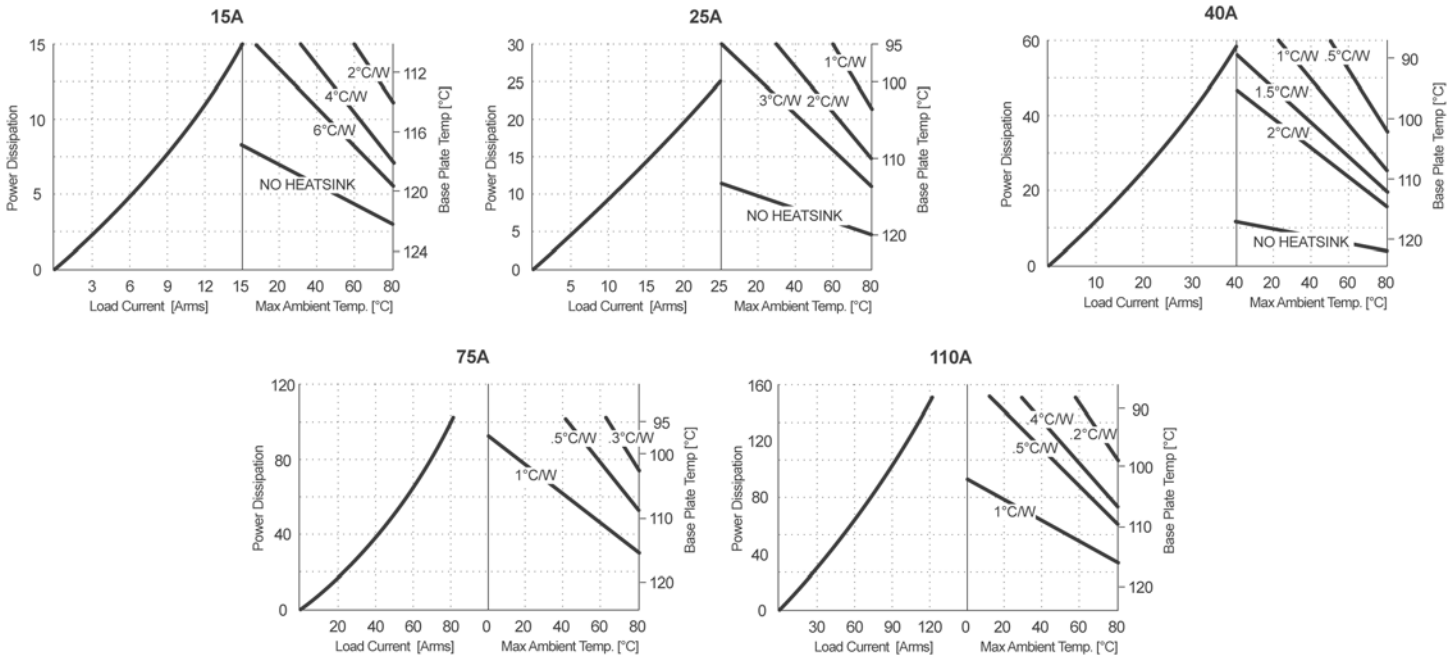 15A
15
10
5
0
Power Dissipation
2°C/W
4°C/W
6°C/W
NO HEATSINK
112
116
120
124
Base Plate Temp [°C]
3 6 9 12 15 20 40 60 80
Load Current [Arms] Max Ambient Temp. [°C]
25A
30
25
20
15
10
5
0
Power Dissipation
1°C/W
3°C/W 2°C/W
NO HEATSINK
95
100
110
120
Base Plate Temp [°C]
5 10 12 15 20 25 20 40 60 80
Load Current [Arms] Max Ambient Temp. [°C]
40A
60
40
20
0
Power Dissipation
1°C/W .5°C/W
1.5°C/W
2°C/W
NO HEATSINK
90
100
112
120
Base Plate Temp [°C]
10 20 30 40 20 40 60 80
Load Current [Arms] Max Ambient Temp. [°C]
75A
120
80
40
0
Power Dissipation
.5°C/W .3°C/W
1°C/W
95
100
110
120
Base Plate Temp [°C]
20 40 60 80 0 20 40 60 80
Load Current [Arms] Max Ambient Temp. [°C]
110A
160
120
80
40
0
Power Dissipation
.4°C/W
.2°C/W
.5°C/W
1°C/W
90
100
110
120
Base Plate Temp [°C]
30 60 90 120 0 20 40 60 80
Load Current [Arms] Max Ambient Temp. [°C]